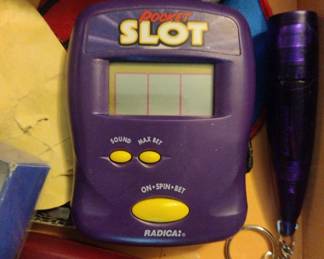 POCKET
SLOT
SOUND MAX BET
ON•SPIN•BET
RADICA: